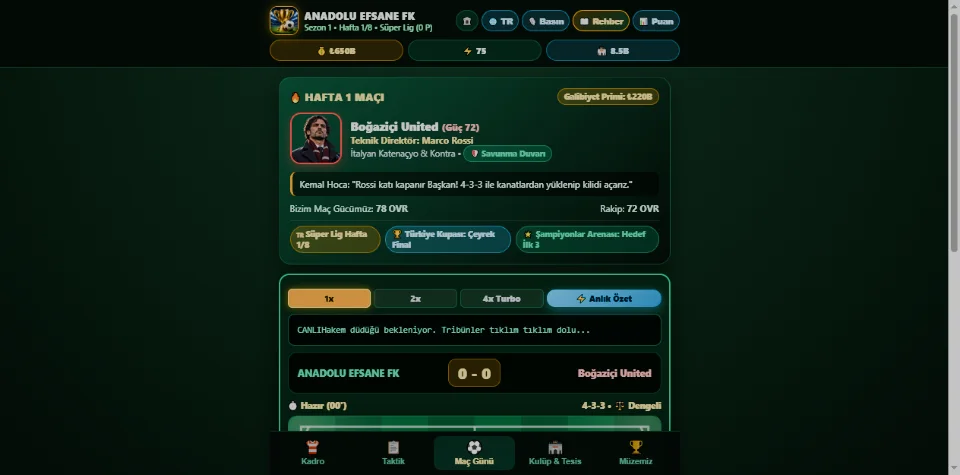 ANADOLU EFSANE FK
Sezon 1 • Hafta 1/8 • Süper Lig (0 P)
TR
Basın
Rehber
Puan
₺650B
75
8.5B
HAFTA 1 MAÇI
Galibiyet Primi: ₺220B
Boğaziçi United (Güç 72)
Teknik Direktör: Marco Rossi
İtalyan Katenaçyo & Kontra • Savunma Duvarı
Kemal Hoca: "Rossi katı kapanır Başkan! 4-3-3 ile kanatlardan yüklenip kilidi açarız."
Bizim Maç Gücümüz: 78 OVR
Rakip: 72 OVR
TR Süper Lig Hafta
1/8
Türkiye Kupası: Çeyrek
Final
Şampiyonlar Arenası: Hedef
İlk 3
1x
2x
4x Turbo
Anlık Özet
CANLIHakem düdüğü bekleniyor. Tribünler tıklım tıklım dolu...
ANADOLU EFSANE FK
0 - 0
Boğaziçi United
Hazır (00')
4-3-3 • Dengeli
Kadro
Taktik
Maç Günü
Kulüp & Tesis
Müzemiz